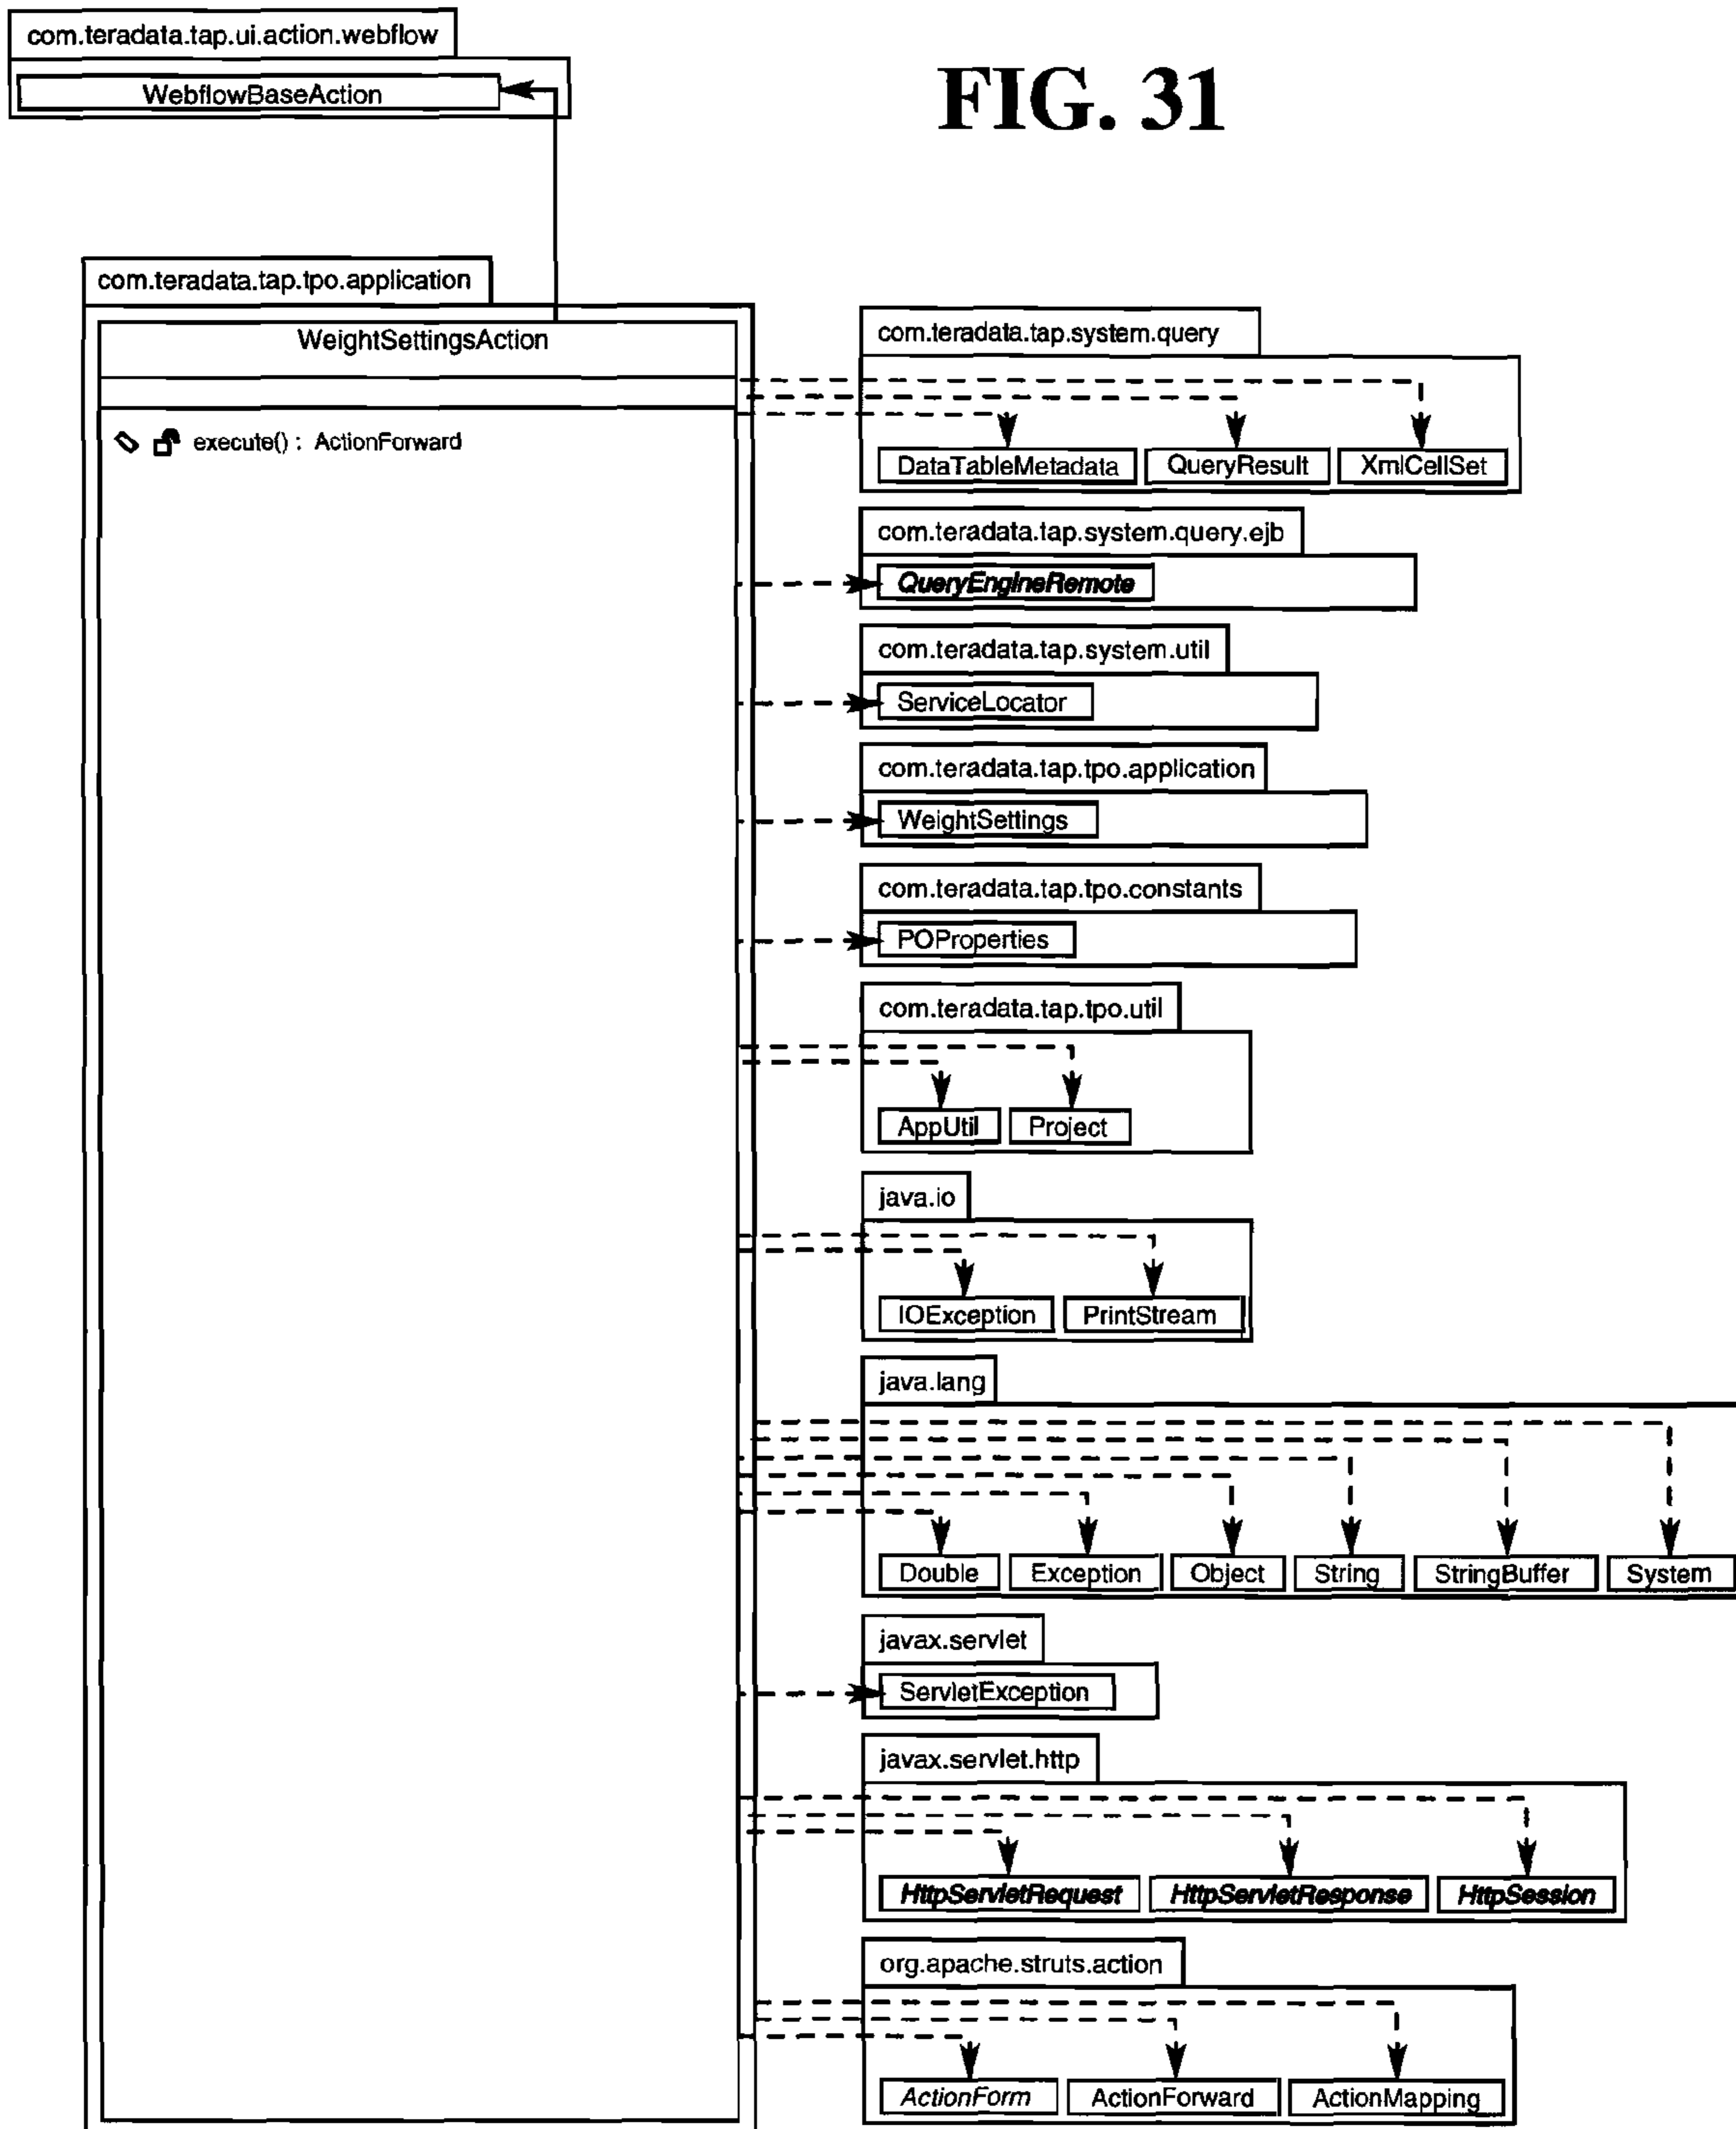 com.teradata.tap.ui.action.webflow
WebflowBaseAction
FIG. 31
com.teradata.tap.tpo.application
WeightSettingsAction
execute() : ActionForward
com.teradata.tap.system.query
DataTableMetadata QueryResult XmlCellSet
com.teradata.tap.system.query.ejb
QueryEngineRemote
com.teradata.tap.system.util
ServiceLocator
com.teradata.tap.tpo.application
WeightSettings
com.teradata.tap.tpo.constants
POProperties
com.teradata.tap.tpo.util
AppUtil Project
java.io
IOException PrintStream
java.lang
Double Exception Object String StringBuffer System
javax.servlet
ServletException
javax.servlet.http
HttpServletRequest HttpServletResponse HttpSession
org.apache.struts.action
ActionForm ActionForward ActionMapping